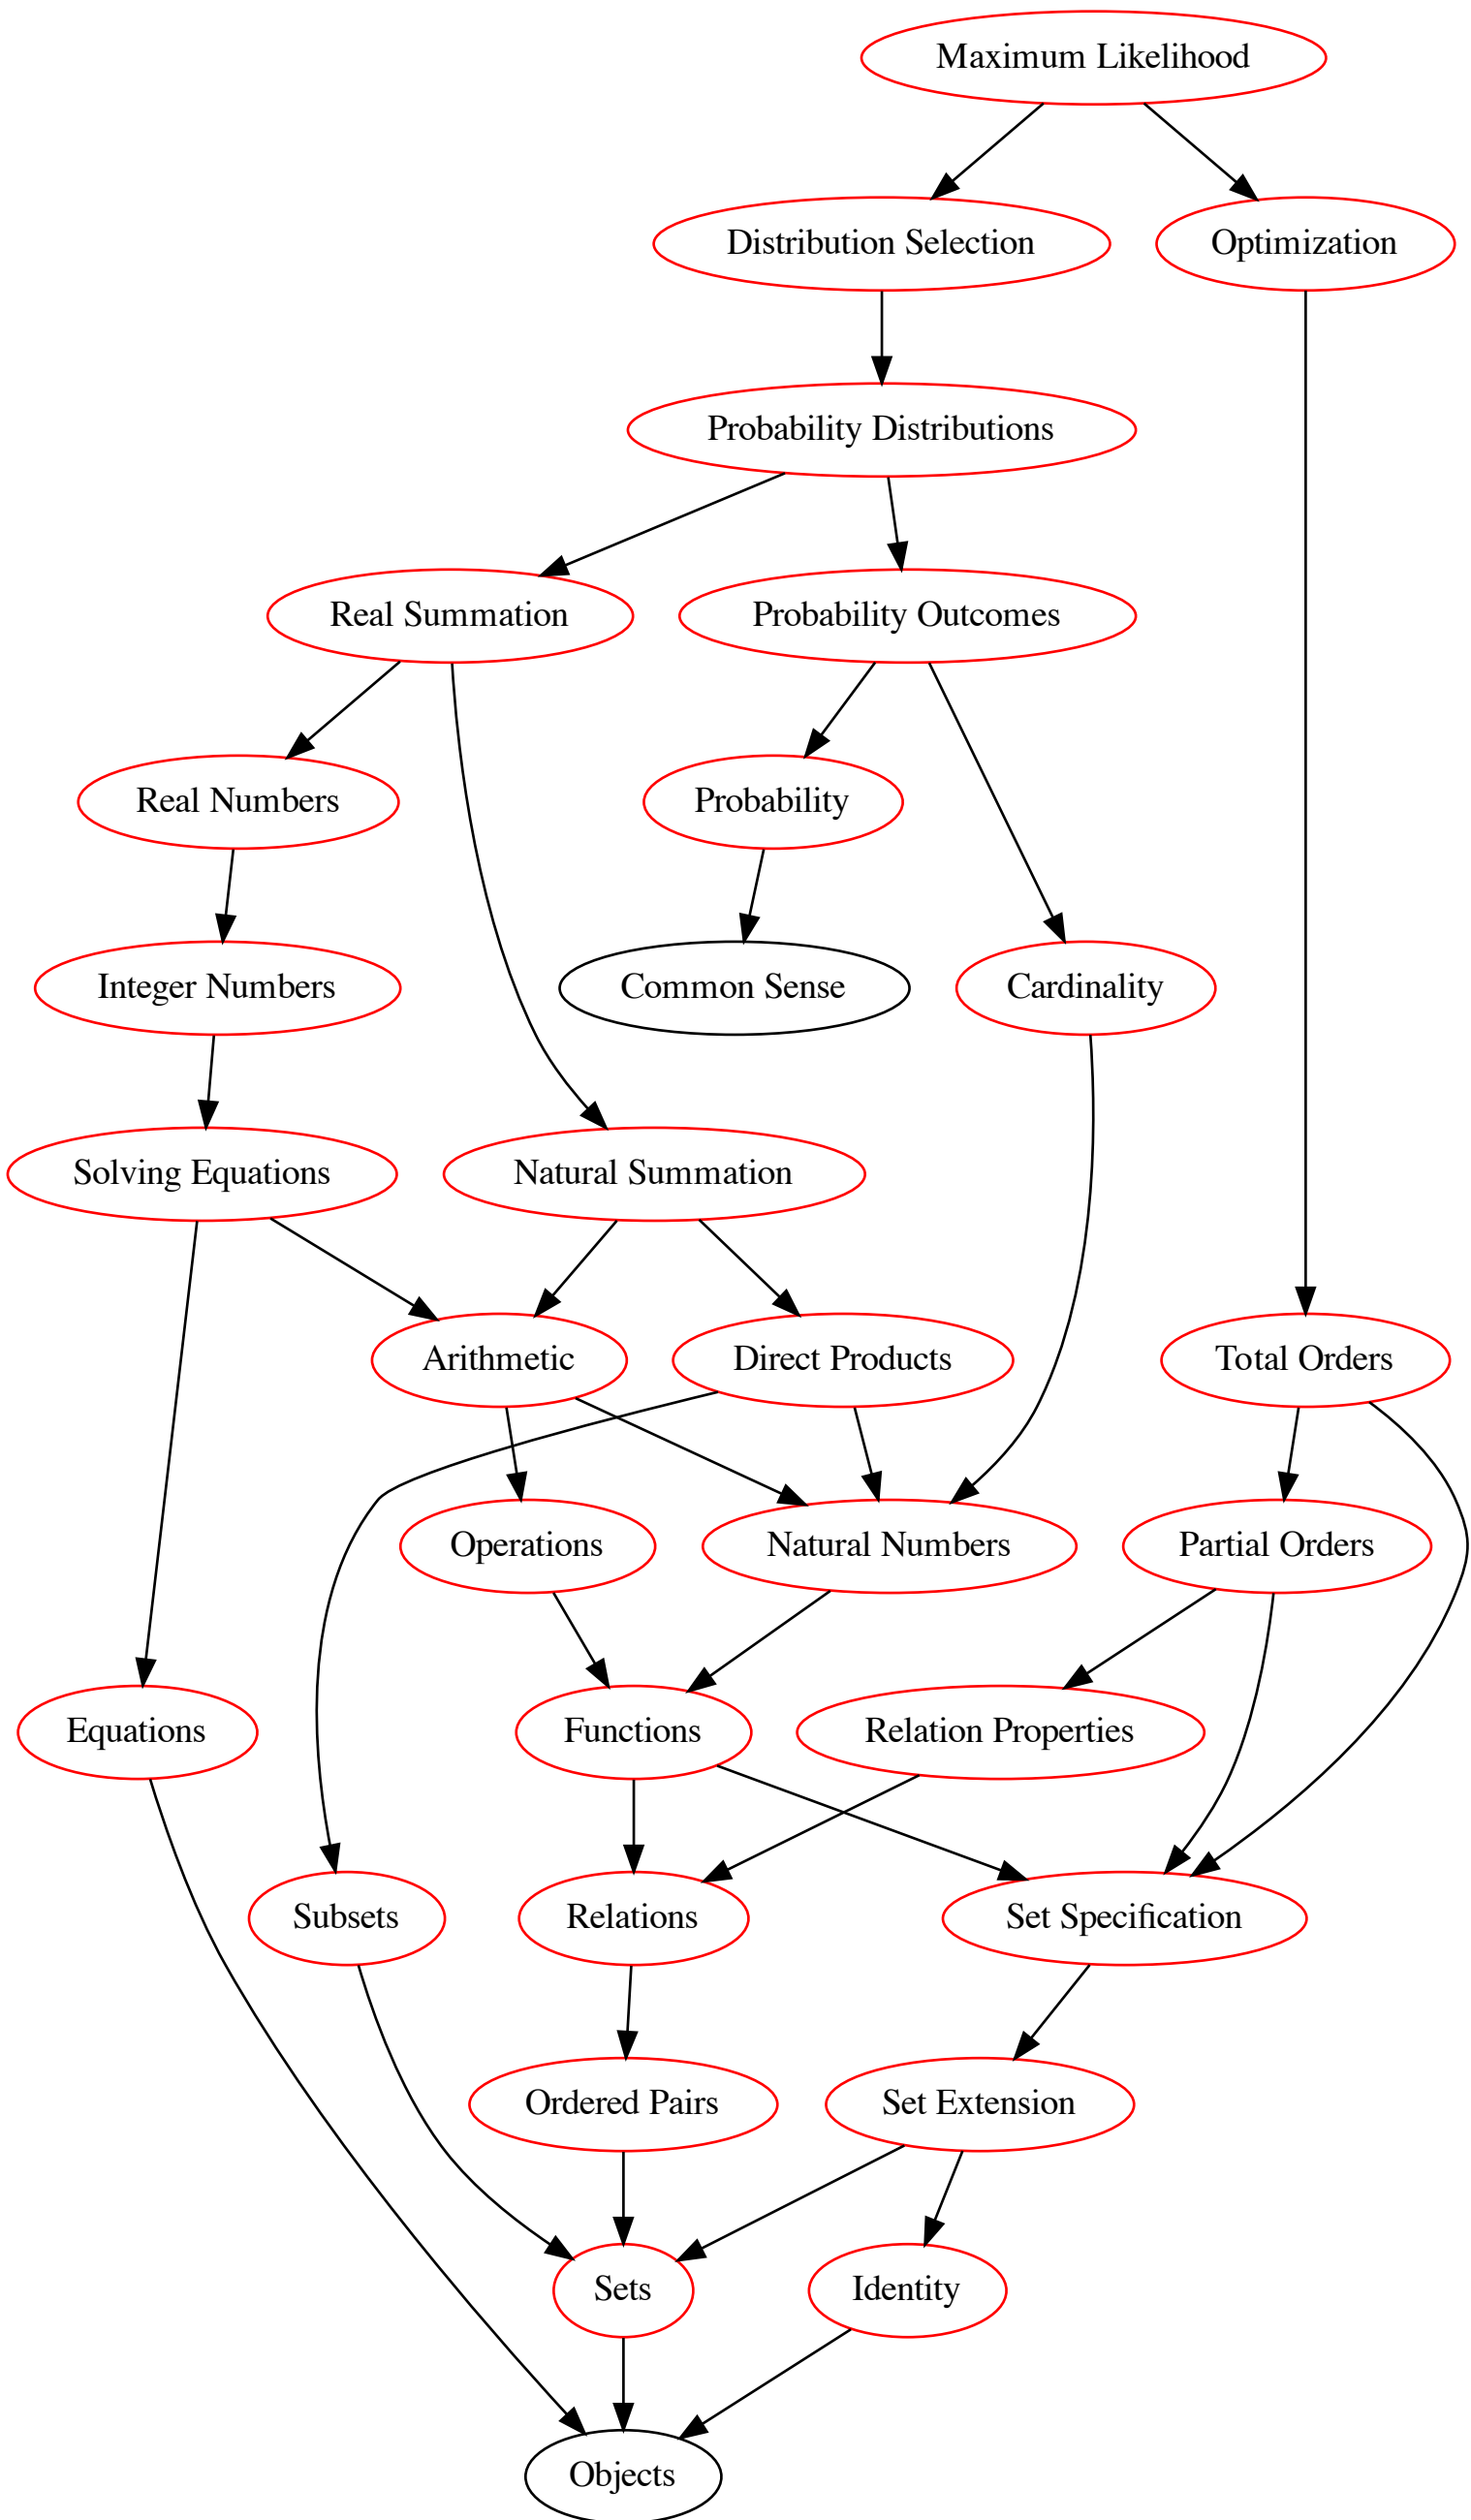 Maximum Likelihood
Distribution Selection
Optimization
Probability Distributions
Real Summation
Probability Outcomes
Real Numbers
Probability
Integer Numbers
Common Sense
Cardinality
Solving Equations
Natural Summation
Arithmetic
Direct Products
Total Orders
Operations
Natural Numbers
Partial Orders
Equations
Functions
Relation Properties
Subsets
Relations
Set Specification
Ordered Pairs
Set Extension
Sets
Identity
Objects